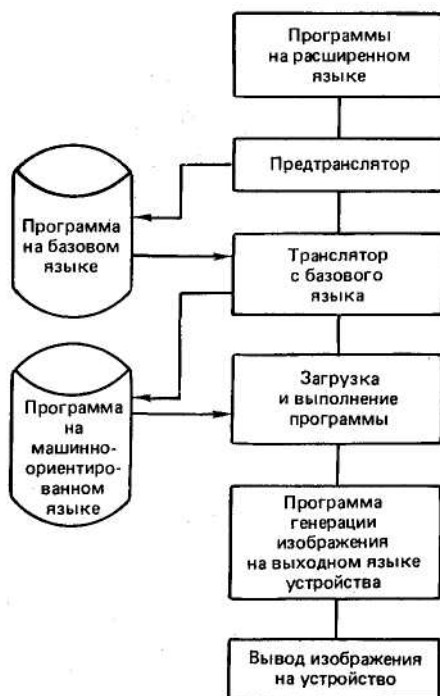 Программы
на расширенном
языке
Предтранслятор
Программа
на базовом
языке
Транслятор
с базового
языка
Загрузка
и выполнение
программы
Программа
на
машинно-
ориентиро-
ванном
языке
Программа
генерации
изображения
на выходном языке
устройства
Вывод изображения
на устройство